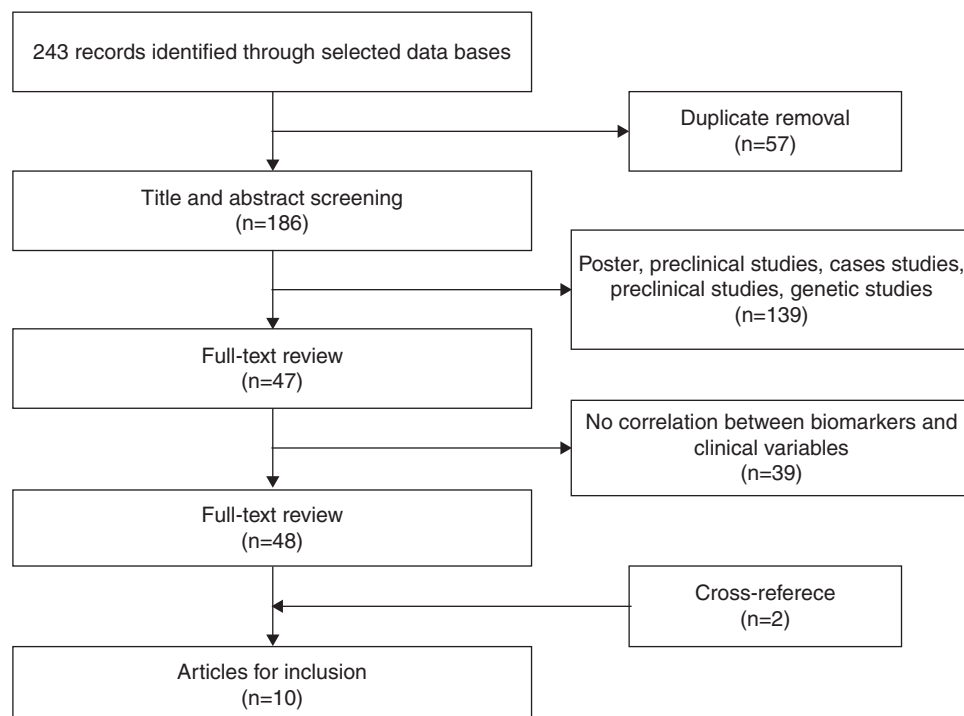 243 records identified through selected data bases
Duplicate removal
(n=57)
Title and abstract screening
(n=186)
Poster, preclinical studies, cases studies,
preclinical studies, genetic studies
(n=139)
Full-text review
(n=47)
No correlation between biomarkers and
clinical variables
(n=39)
Full-text review
(n=48)
Cross-referece
(n=2)
Articles for inclusion
(n=10)